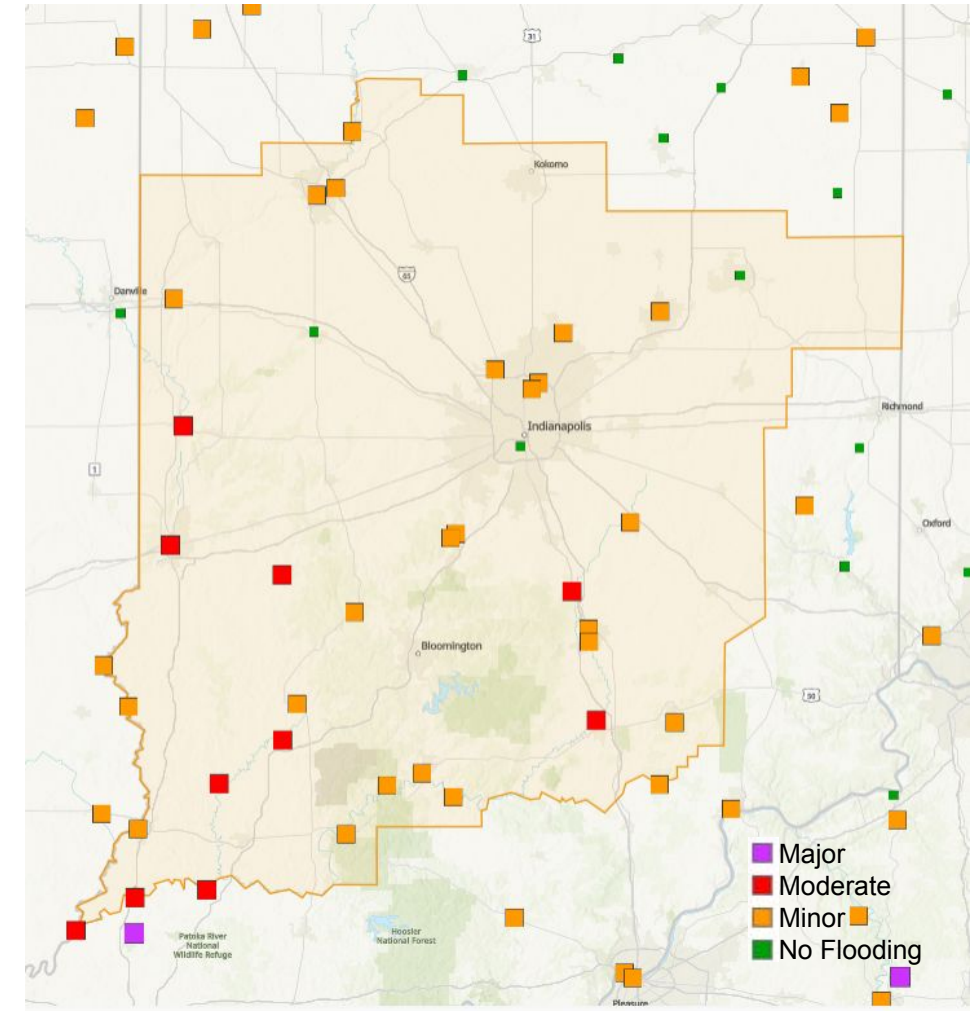 31
Kokomo
65
Danville
Indianapolis
Richmond
1
Oxford
Bloomington
50
Major
Moderate
Minor
No Flooding
Patoka River
National
Wildlife Refuge
Hoosier
National Forest
Pleasure